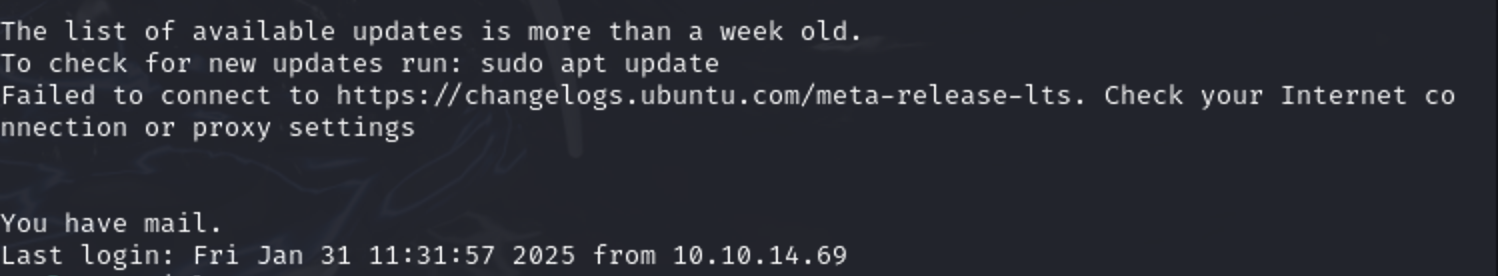 The list of available updates is more than a week old.
To check for new updates run: sudo apt update
Failed to connect to https://changelogs.ubuntu.com/meta-release-lts. Check your Internet co
nnection or proxy settings
You have mail.
Last login: Fri Jan 31 11:31:57 2025 from 10.10.14.69